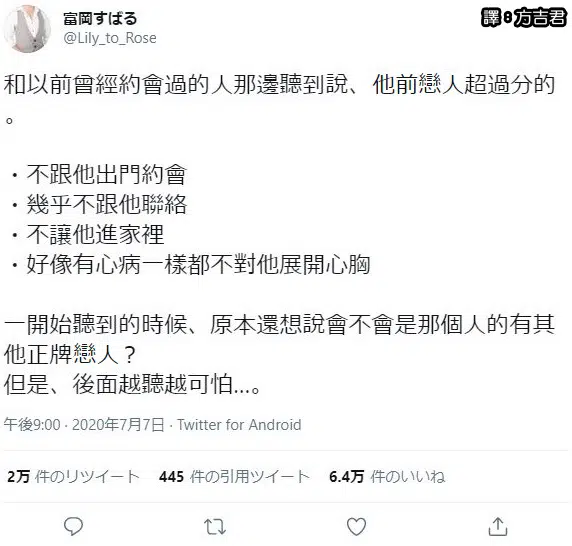 富岡すばる
譯8方吉君
@Lily_to_Rose
和以前曾經約會過的人那邊聽到說、他前戀人超過分的
。
・不跟他出門約會
・幾乎不跟他聯絡
・不讓他進家裡
・好像有心病一樣都不對他展開心胸
一開始聽到的時候、原本還想說會不會是那個人的有其
他正牌戀人？
但是、後面越聽越可怕...。
午後9:00 · 2020年7月7日 · Twitter for Android
2万 件のリツイート 445 件の引用ツイート 6.4万 件のいいね